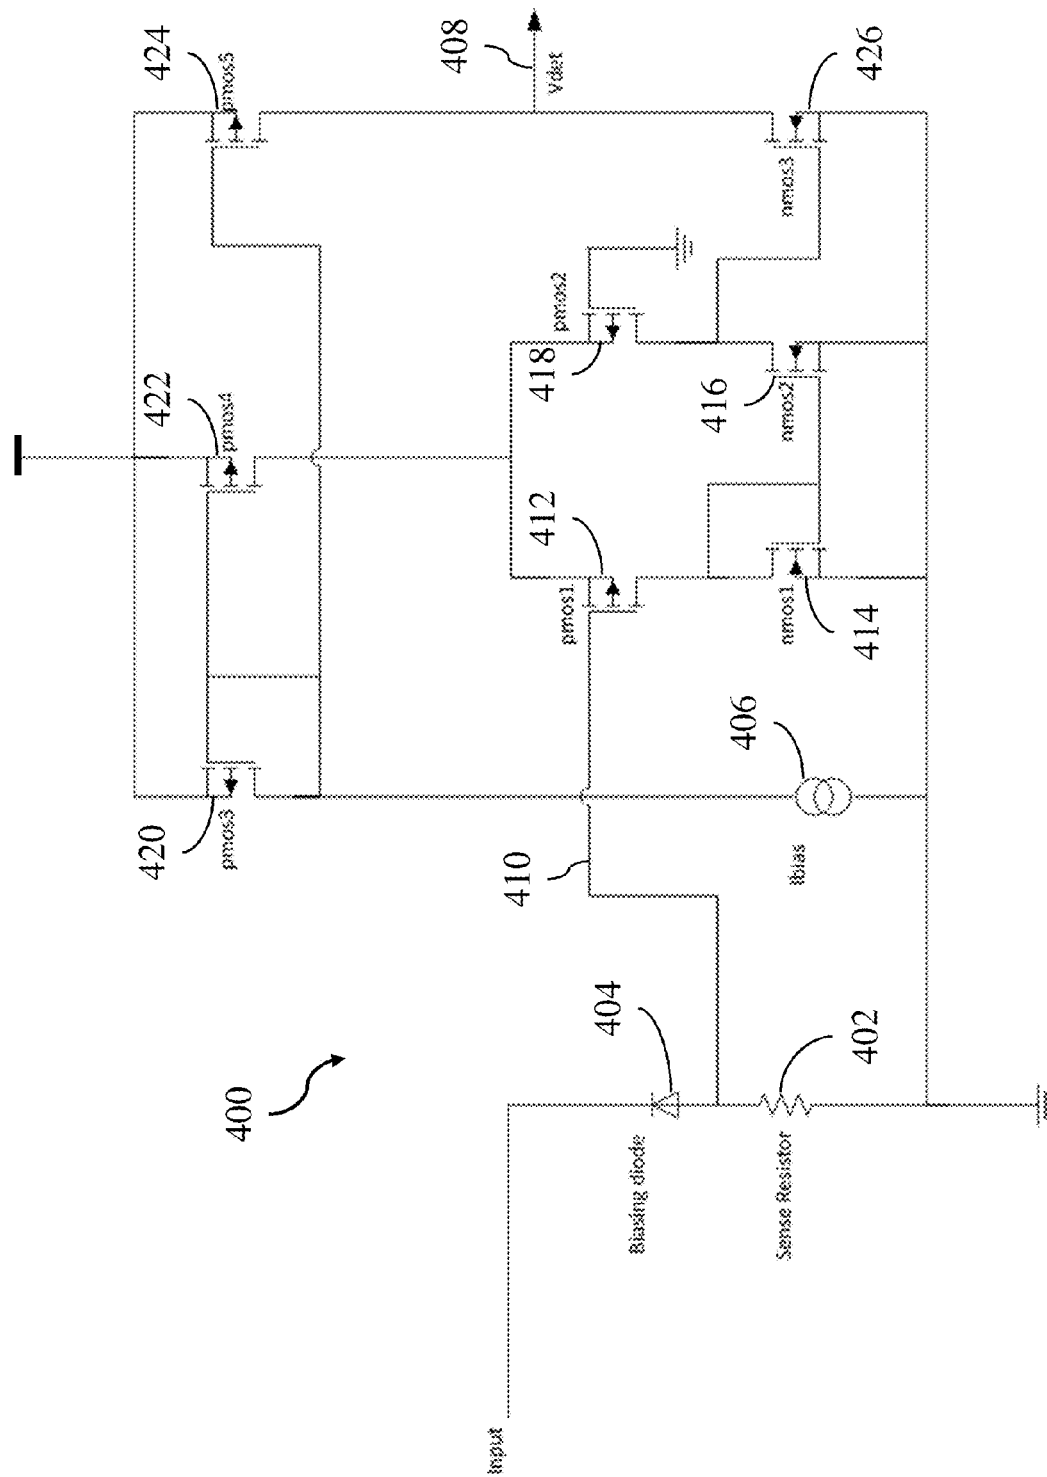 420
422
424
pmos3
pmos4
pmos5
400
408
Input
410
412
418
Vdet
pmos1
pmos2
404
Biasing diode
416
406
Sense Resistor
Ibias
nmos1
nmos2
nmos3
402
414
426